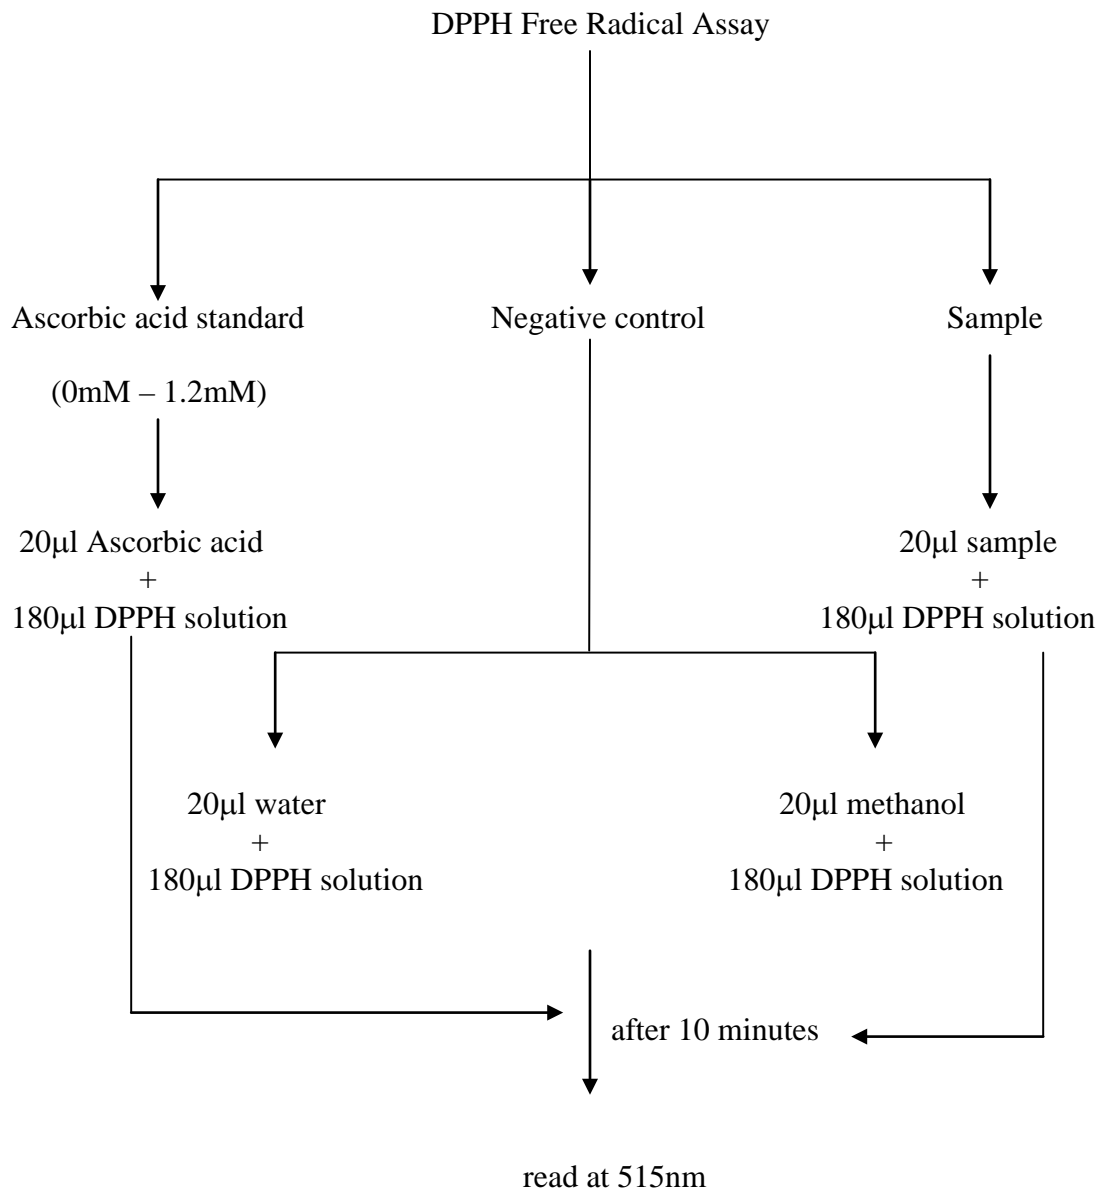 DPPH Free Radical Assay
Ascorbic acid standard
Negative control
Sample
(0mM – 1.2mM)
20μl Ascorbic acid
+
180μl DPPH solution
20μl sample
+
180μl DPPH solution
20μl water
+
180μl DPPH solution
20μl methanol
+
180μl DPPH solution
after 10 minutes
read at 515nm